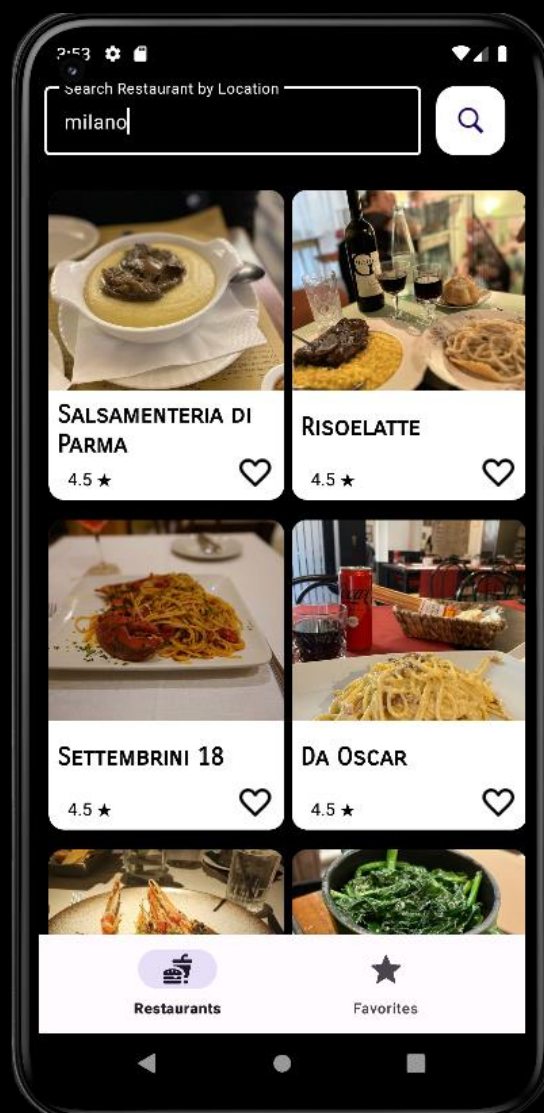 3:53
Search Restaurant by Location
milano
SALSAMENTERIA DI
PARMA
4.5 ★
RISOELATTE
4.5 ★
SETTEMBRINI 18
4.5 ★
DA OSCAR
4.5 ★
Restaurants
Favorites